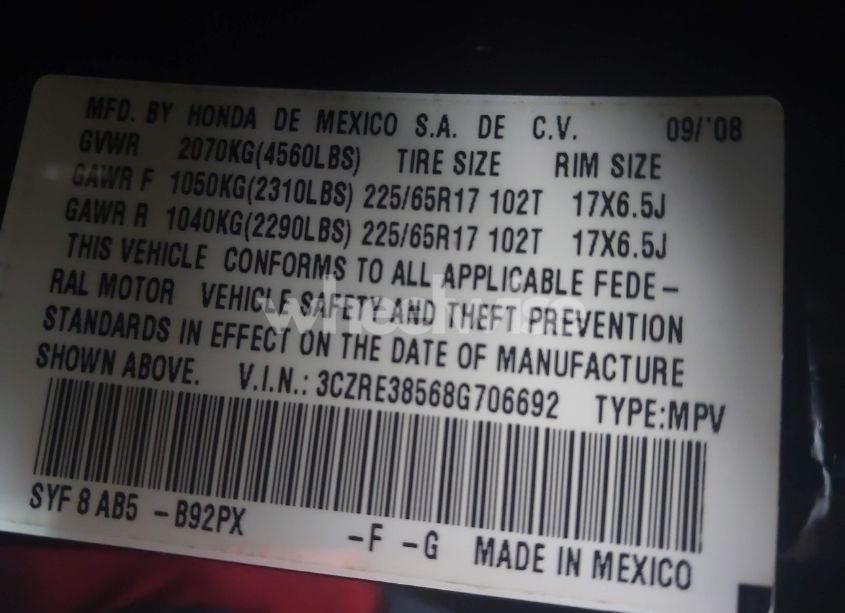 MFD. BY HONDA DE MEXICO S.A. DE C.V. 09/'08
GVWR 2070KG(4560LBS) TIRE SIZE RIM SIZE
GAWR F 1050KG(2310LBS) 225/65R17 102T 17X6.5J
GAWR R 1040KG(2290LBS) 225/65R17 102T 17X6.5J
THIS VEHICLE CONFORMS TO ALL APPLICABLE FEDE-
RAL MOTOR VEHICLE SAFETY AND THEFT PREVENTION
STANDARDS IN EFFECT ON THE DATE OF MANUFACTURE
SHOWN ABOVE. V.I.N.: 3CZRE38568G706692 TYPE:MPV
SYF 8 AB5 -B92PX -F -G MADE IN MEXICO